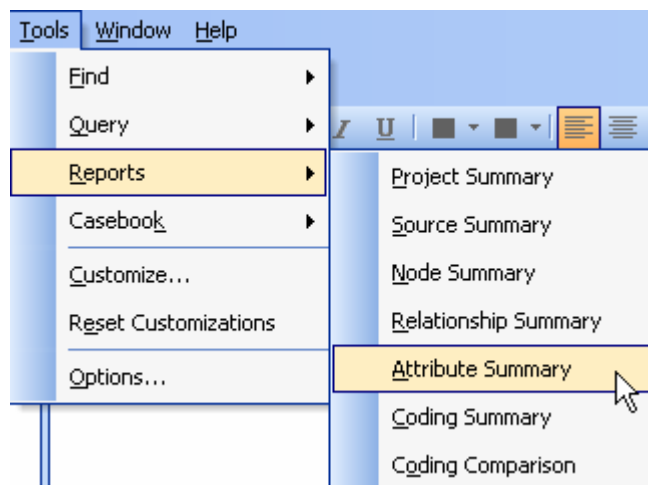 Tools Window Help
Find
Query
I U
Reports
Project Summary
Casebook
Source Summary
Customize...
Node Summary
Reset Customizations
Relationship Summary
Options...
Attribute Summary
Coding Summary
Coding Comparison